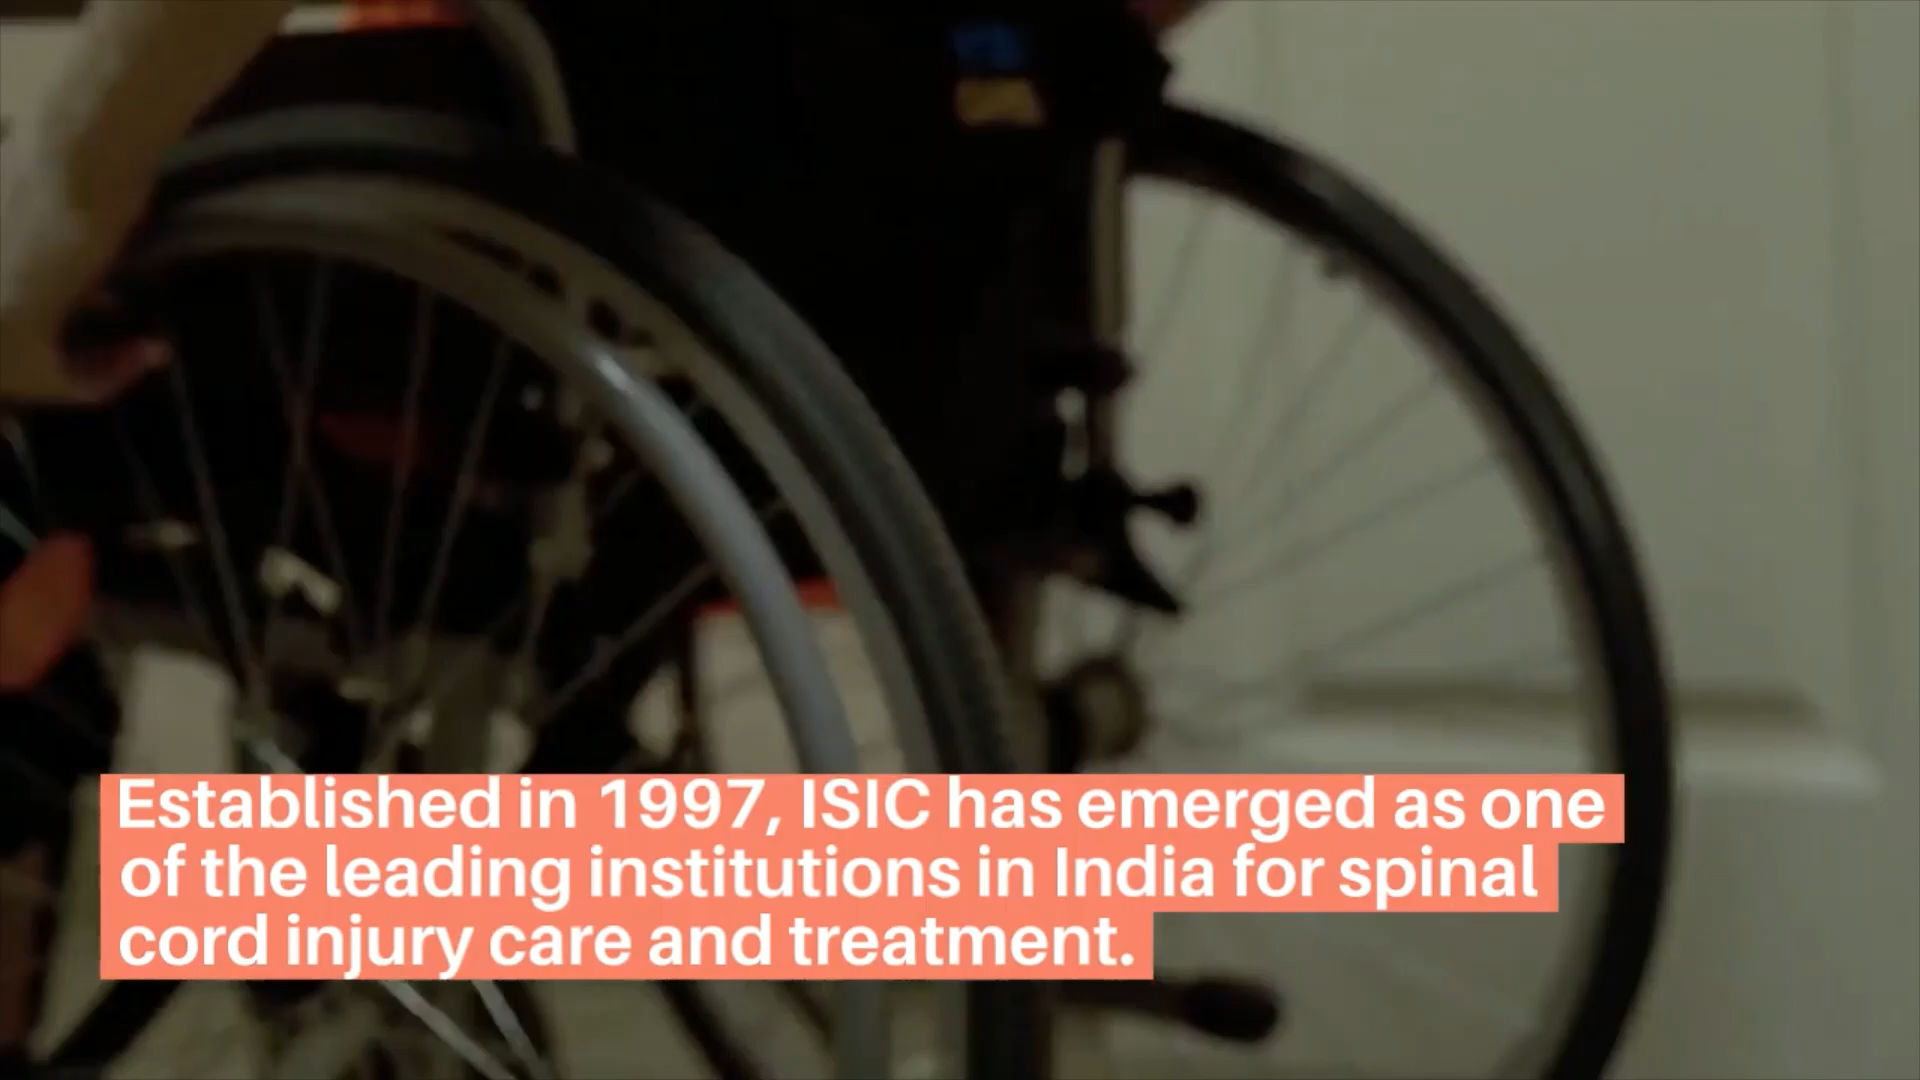 Established in 1997, ISIC has emerged as one
of the leading institutions in India for spinal
cord injury care and treatment.